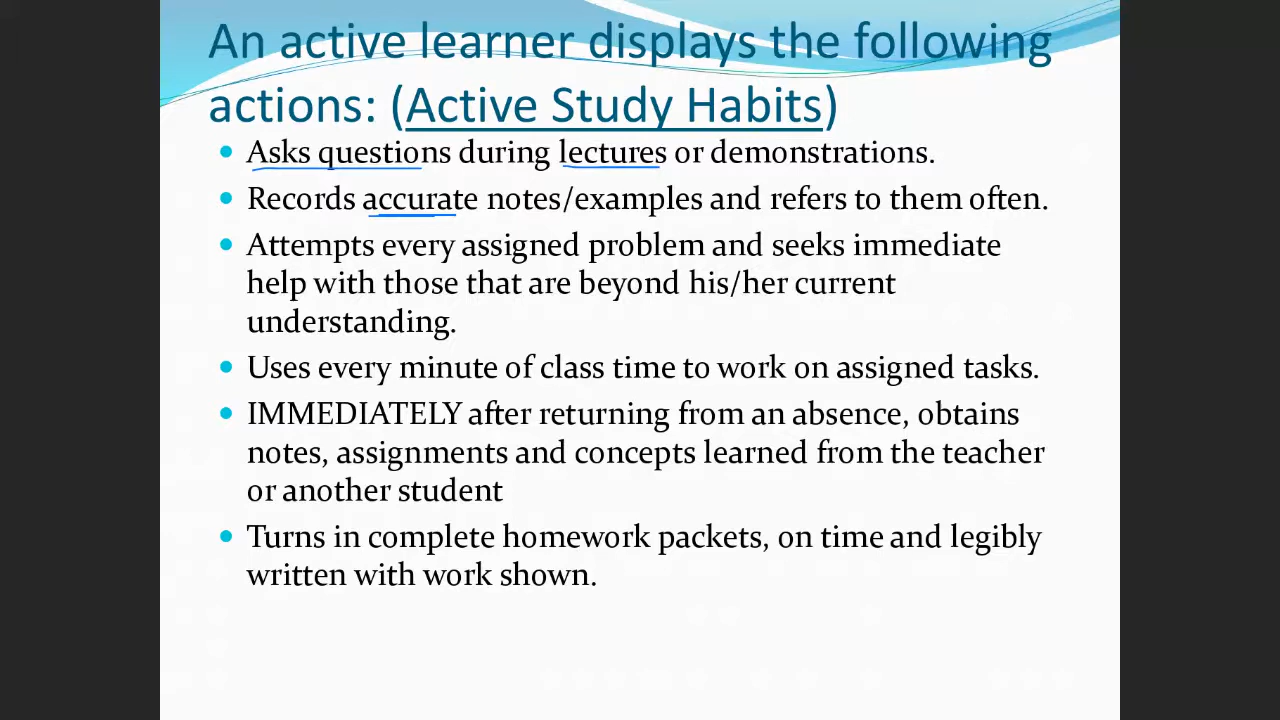 An active learner displays the following
actions: (Active Study Habits)
• Asks questions during lectures or demonstrations.
• Records accurate notes/examples and refers to them often.
• Attempts every assigned problem and seeks immediate
help with those that are beyond his/her current
understanding.
• Uses every minute of class time to work on assigned tasks.
• IMMEDIATELY after returning from an absence, obtains
notes, assignments and concepts learned from the teacher
or another student
• Turns in complete homework packets, on time and legibly
written with work shown.